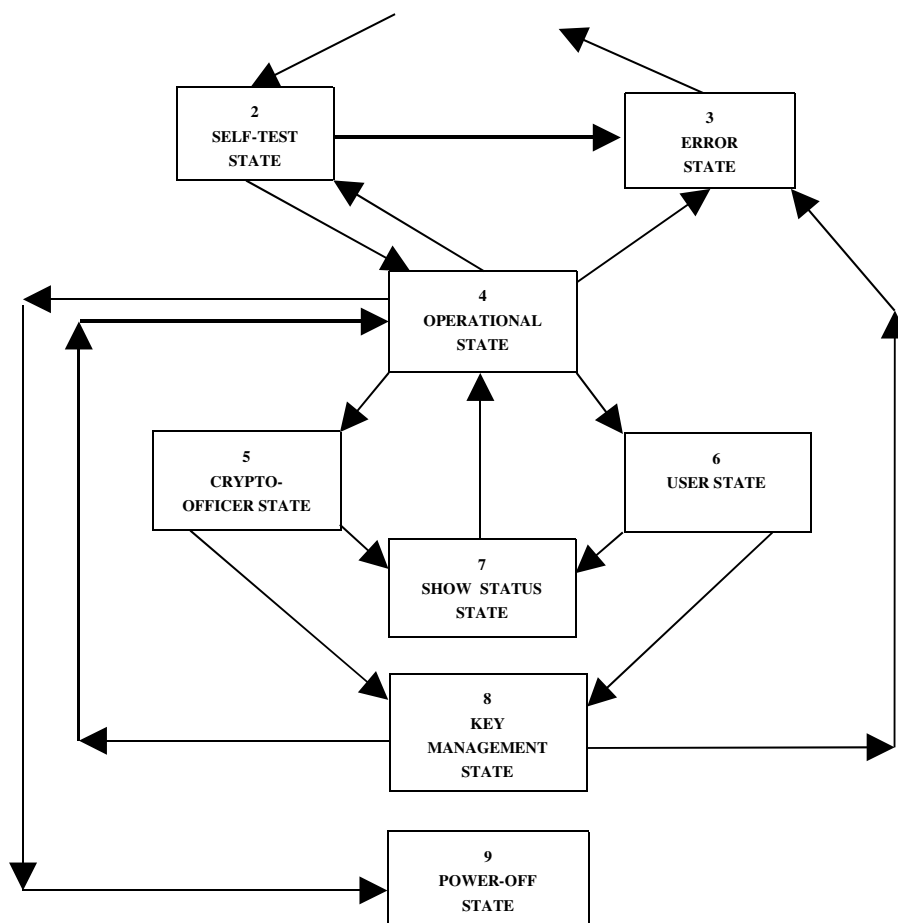 2
SELF-TEST
STATE
3
ERROR
STATE
4
OPERATIONAL
STATE
5
CRYPTO-
OFFICER STATE
6
USER STATE
7
SHOW STATUS
STATE
8
KEY
MANAGEMENT
STATE
9
POWER-OFF
STATE